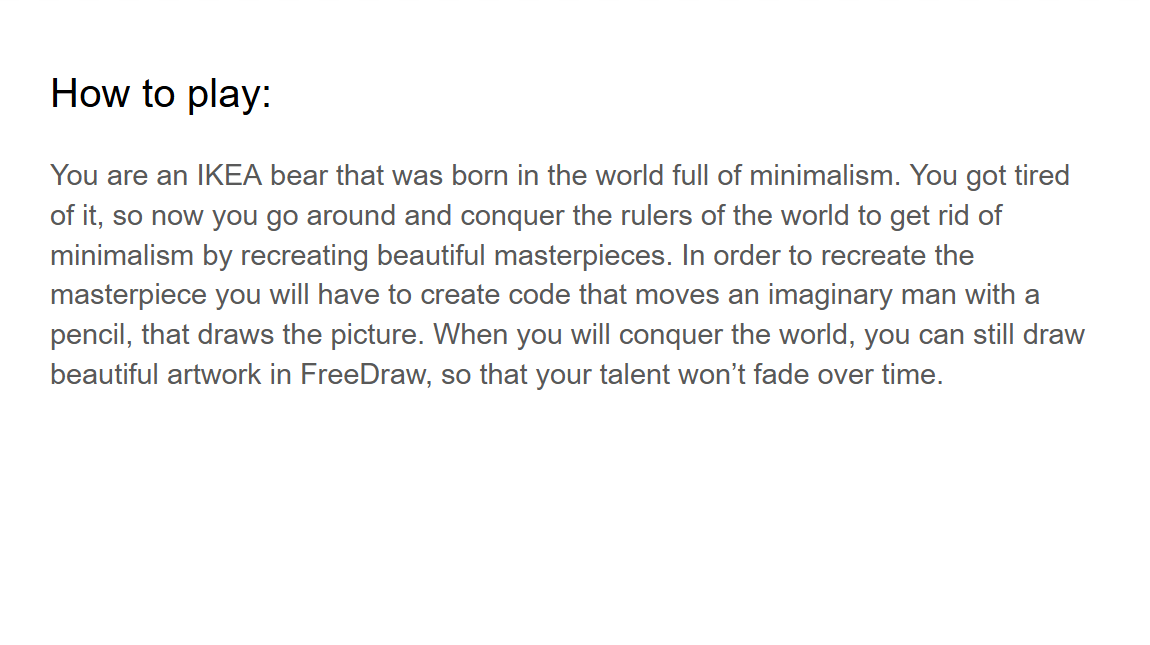 How to play:
You are an IKEA bear that was born in the world full of minimalism. You got tired
of it, so now you go around and conquer the rulers of the world to get rid of
minimalism by recreating beautiful masterpieces. In order to recreate the
masterpiece you will have to create code that moves an imaginary man with a
pencil, that draws the picture. When you will conquer the world, you can still draw
beautiful artwork in FreeDraw, so that your talent won’t fade over time.